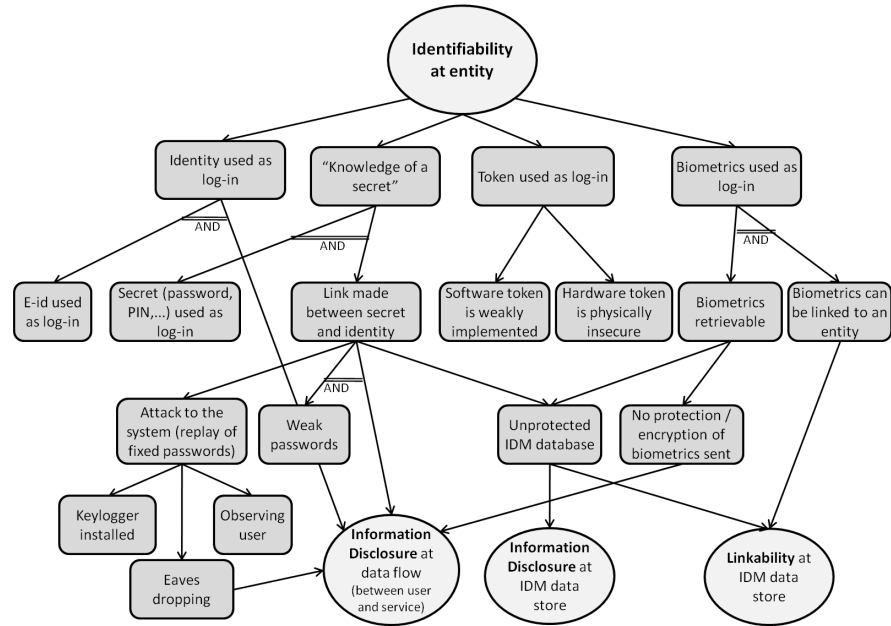 Identifiability
at entity
Identity used as
log-in
“Knowledge of a
secret”
Token used as log-in
Biometrics used as
log-in
AND
AND
AND
E-id used
as log-in
Secret (password,
PIN,...) used as
log-in
Link made
between secret
and identity
Software token
is weakly
implemented
Hardware token
is physically
insecure
Biometrics
retrievable
Biometrics can
be linked to an
entity
AND
Attack to the
system (replay of
fixed passwords)
Weak
passwords
Unprotected
IDM database
No protection /
encryption of
biometrics sent
Keylogger
installed
Observing
user
Eaves
dropping
Information
Disclosure at
data flow
(between user
and service)
Information
Disclosure at
IDM data
store
Linkability at
IDM data
store